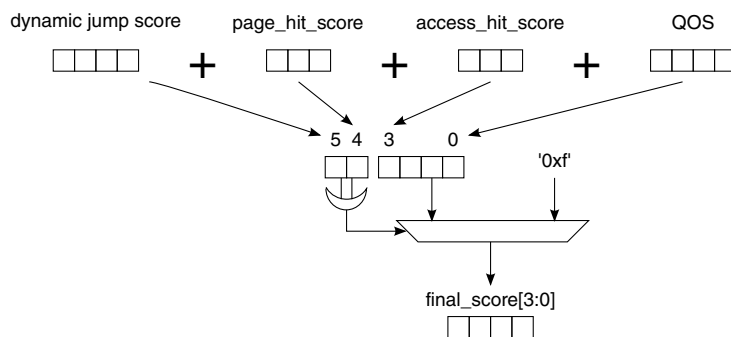 dynamic jump score page_hit_score access_hit_score QOS
+ + +
5 4 3 0
'0xf'
final_score[3:0]